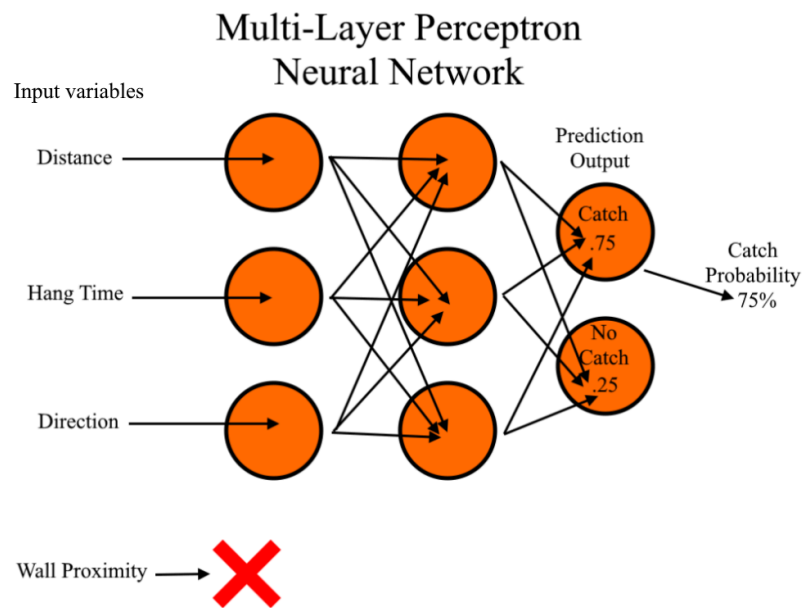 Multi-Layer Perceptron
Neural Network
Input variables
Distance
Hang Time
Direction
Wall Proximity
Prediction
Output
Catch
.75
No
Catch
.25
Catch
Probability
75%